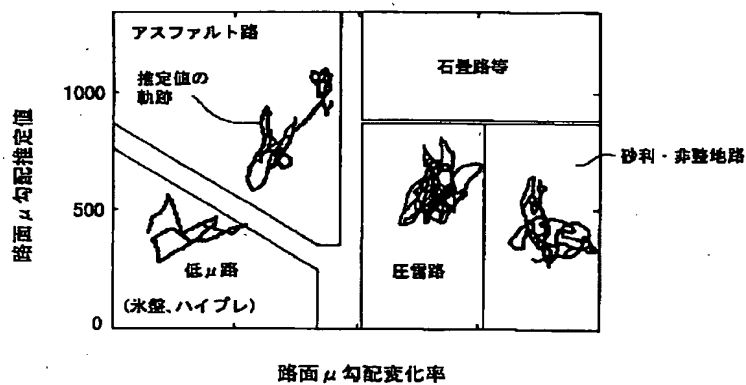 アスファルト路
推定値の
軌跡
石畳路等
砂利・非整地路
圧雪路
低μ路
(氷盤、ハイプレ)
1000
500
0
路面μ勾配推定値
路面μ勾配変化率